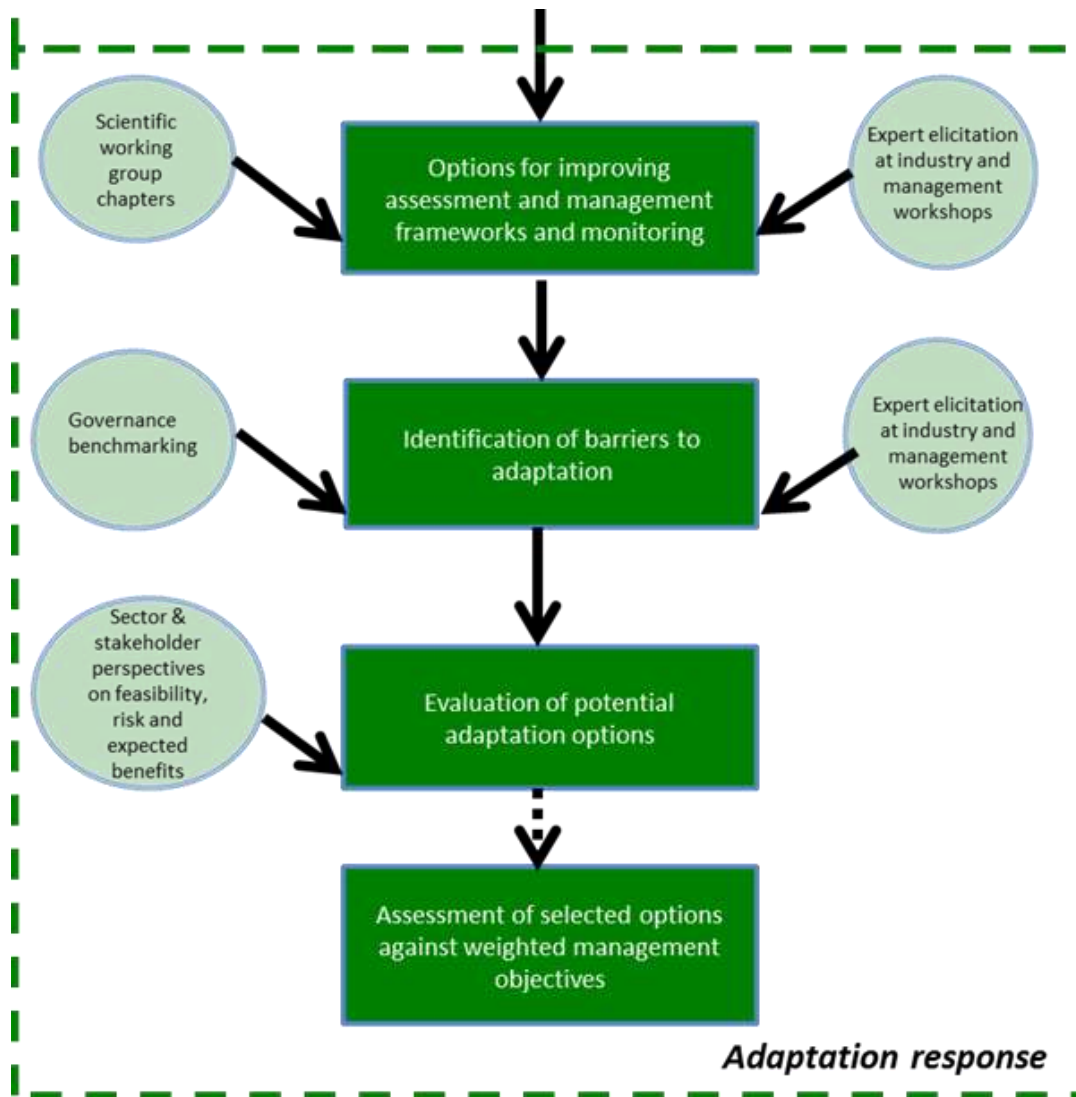 Scientific
working
group
chapters
Options for improving
assessment and management
frameworks and monitoring
Expert elicitation
at industry and
management
workshops
Governance
benchmarking
Identification of barriers to
adaptation
Expert elicitation
at industry and
management
workshops
Sector &
stakeholder
perspectives
on feasibility,
risk and
expected
benefits
Evaluation of potential
adaptation options
Assessment of selected options
against weighted management
objectives
Adaptation response